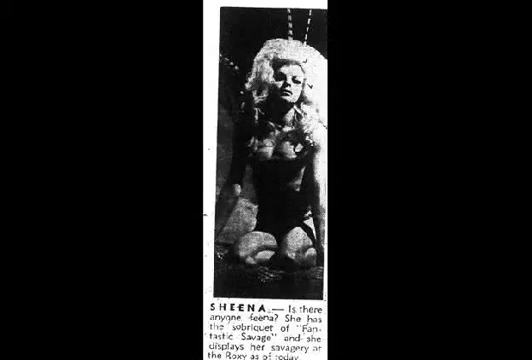 SHEENA — Is there
anyone feena? She has
the sobriquet of "Fan-
tastic Savage" and she
displays her savagery at
the Roxy as of today